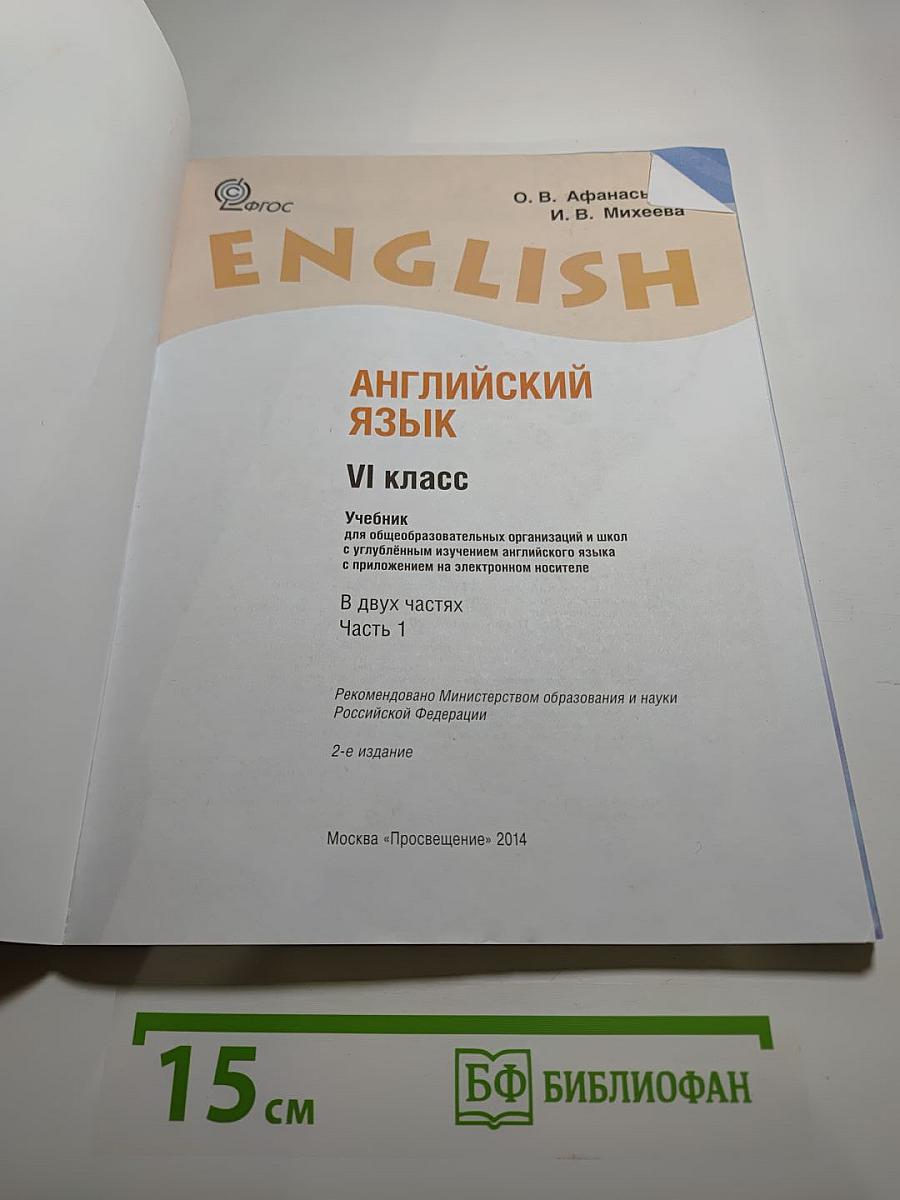 ФГОС
О. В. Афанась
И. В. Михеева
ENGLISH
АНГЛИЙСКИЙ
ЯЗЫК
VI класс
Учебник
для общеобразовательных организаций и школ
с углублённым изучением английского языка
с приложением на электронном носителе
В двух частях
Часть 1
Рекомендовано Министерством образования и науки
Российской Федерации
2-е издание
Москва «Просвещение» 2014
15 см
БФ БИБЛИОФАН